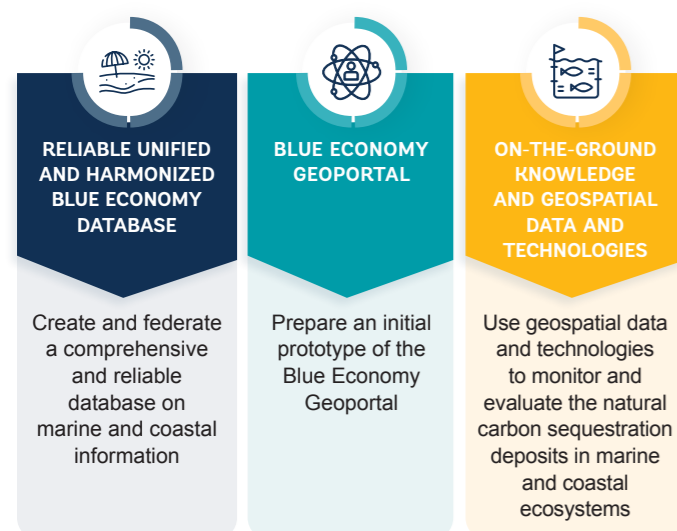 RELIABLE UNIFIED
AND HARMONIZED
BLUE ECONOMY
DATABASE
Create and federate
a comprehensive
and reliable
database on
marine and coastal
information
BLUE ECONOMY
GEOPORTAL
Prepare an initial
prototype of the
Blue Economy
Geoportal
ON-THE-GROUND
KNOWLEDGE
AND GEOSPATIAL
DATA AND
TECHNOLOGIES
Use geospatial data
and technologies
to monitor and
evaluate the natural
carbon sequestration
deposits in marine
and coastal
ecosystems